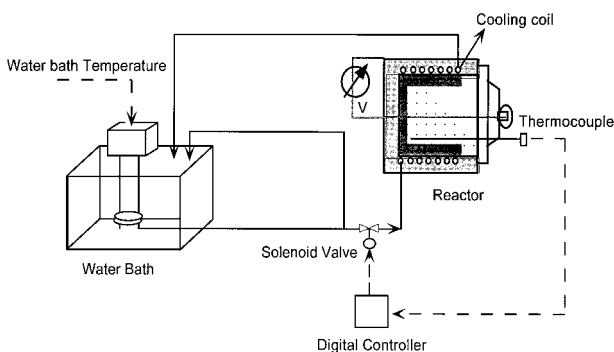 Cooling coil
Water bath Temperature
V
Thermocouple
Reactor
Solenoid Valve
Water Bath
Digital Controller